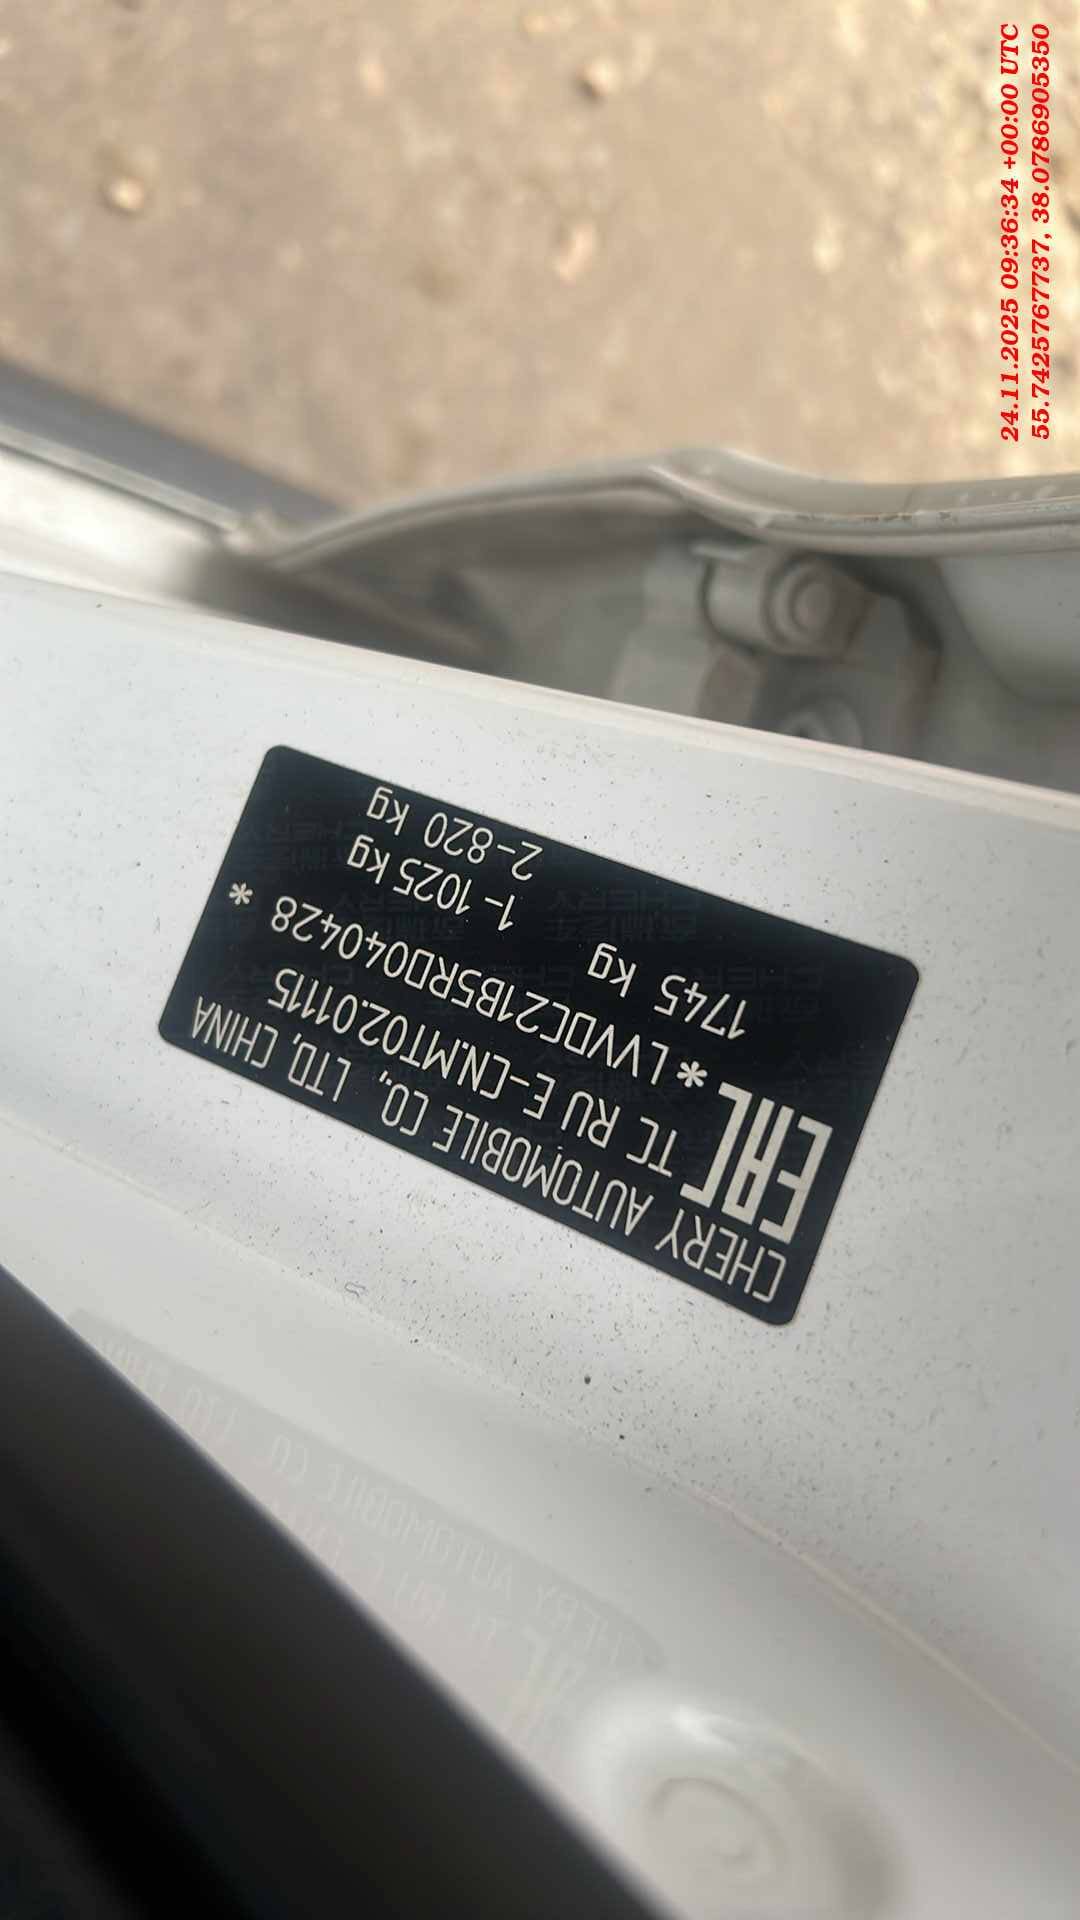 24.11.2025 09:36:34 +00:00 UTC
55.7425767737, 38.0786905350
CHERY AUTOMOBILE CO., LTD, CHINA
EAC TC RU E-CN.MT02.01115
* LVVDC21B5RD040428 *
1745 kg
1- 1025 kg
2-820 kg